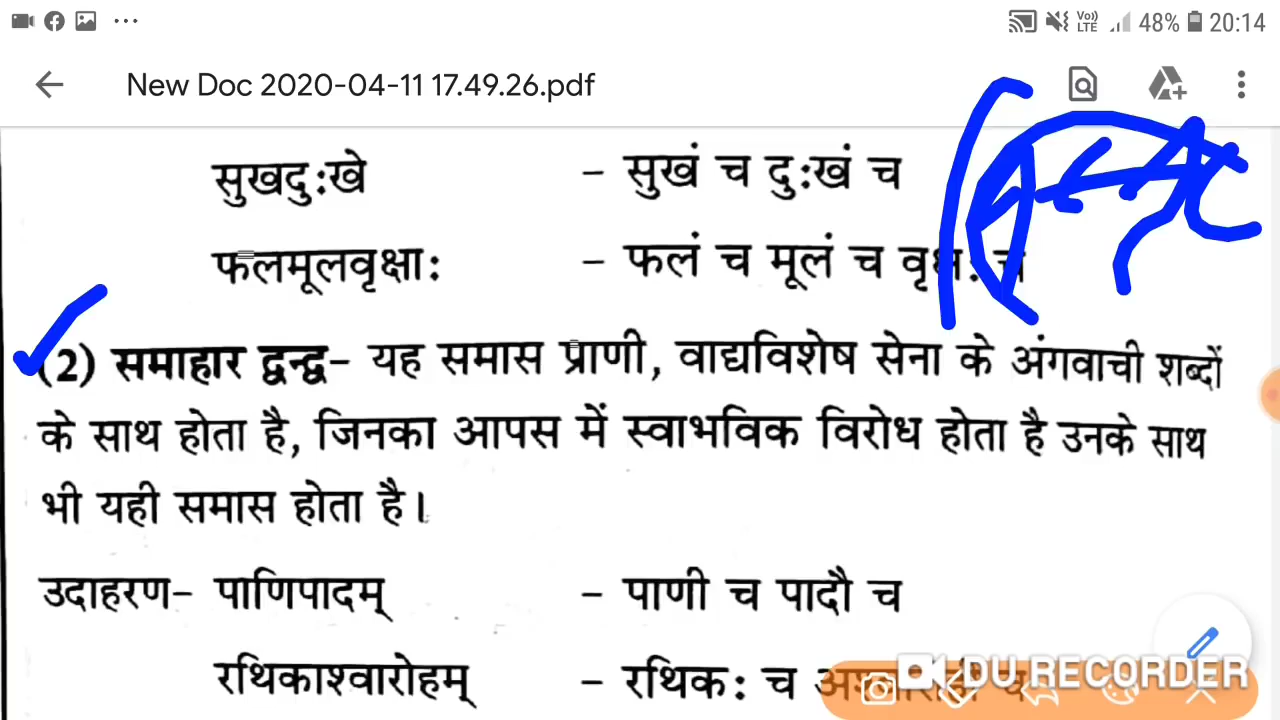 48% 20:14
New Doc 2020-04-11 17.49.26.pdf
सुखदुःखे - सुखं च दुःखं च
फलमूलवृक्षाः - फलं च मूलं च वृक्षः च
(2) समाहार द्वन्द्व- यह समास प्राणी, वाद्यविशेष सेना के अंगवाची शब्दों
के साथ होता है, जिनका आपस में स्वाभविक विरोध होता है उनके साथ
भी यही समास होता है।
उदाहरण- पाणिपादम् - पाणी च पादौ च
रथिकाश्वारोहम् - रथिकः च
DU RECORDER